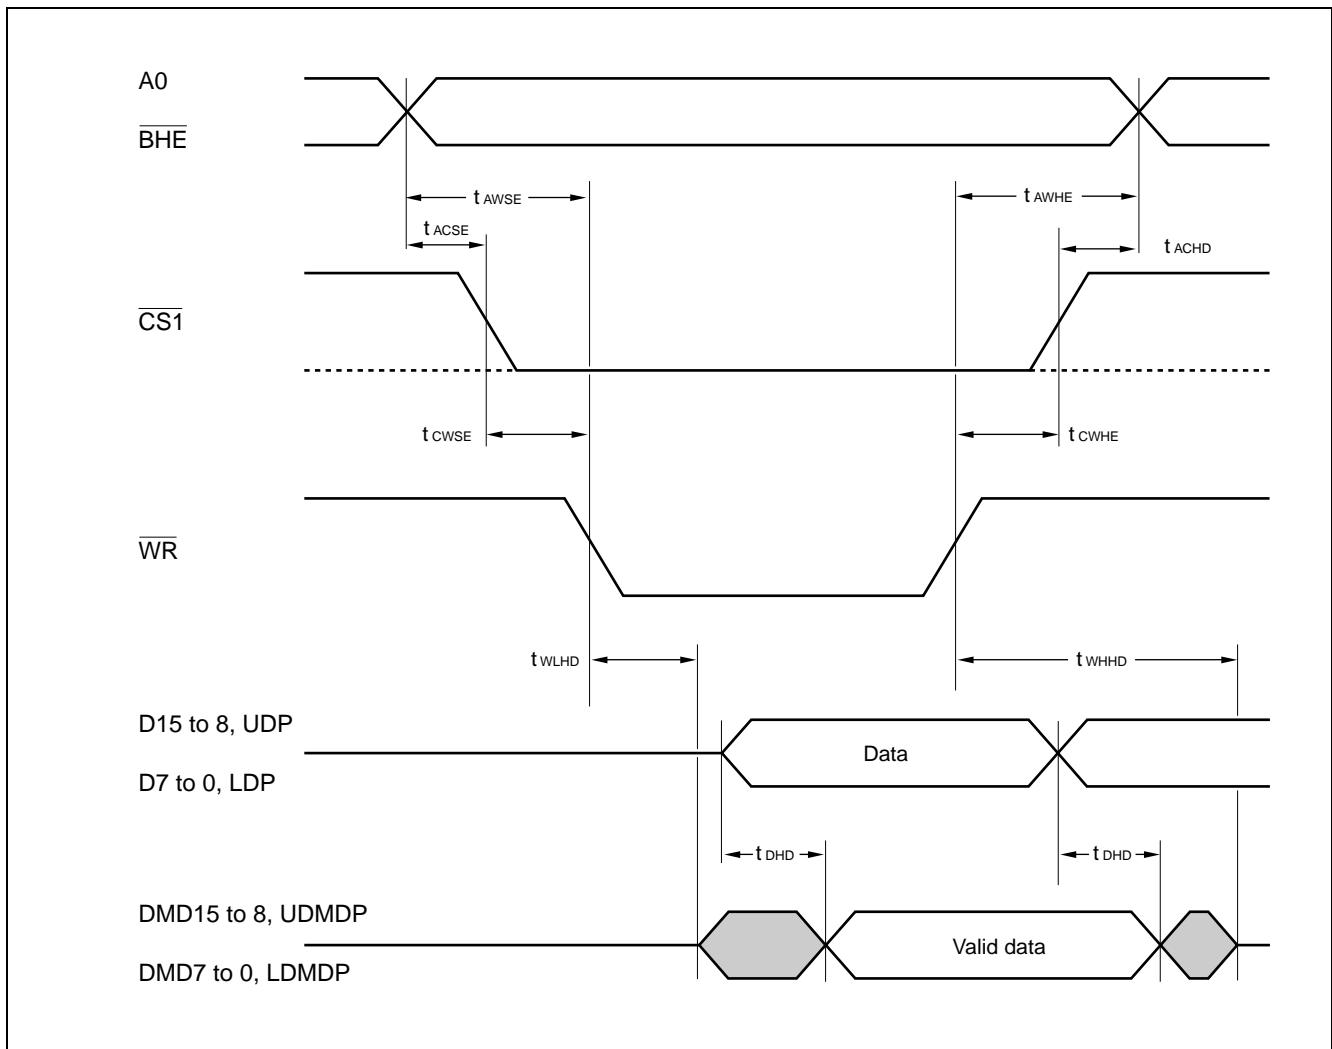 A0
BHE
t AWSE
t AWHE
t ACSE
t ACHD
CS1
t CWSE
t CWHE
WR
t WLHD
t WHHD
D15 to 8, UDP
Data
D7 to 0, LDP
t DHD
t DHD
DMD15 to 8, UDMDP
Valid data
DMD7 to 0, LDMDP